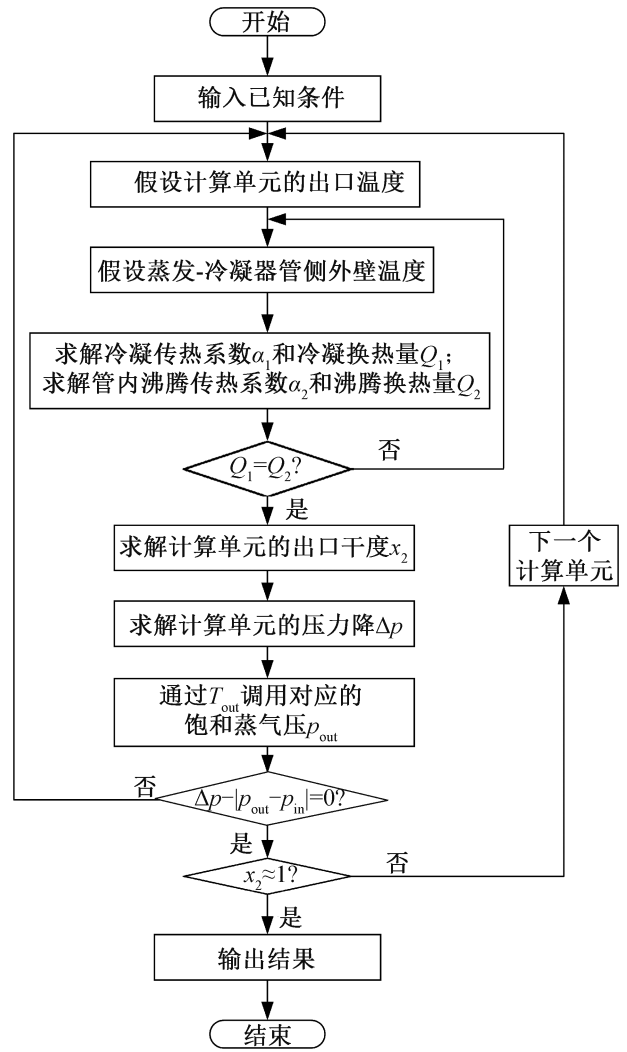 开始
输入已知条件
假设计算单元的出口温度
假设蒸发-冷凝器管侧外壁温度
求解冷凝传热系数α₁和冷凝换热量Q₁;
求解管内沸腾传热系数α₂和沸腾换热量Q₂
Q₁=Q₂?
否
是
求解计算单元的出口干度x₂
下一个
计算单元
求解计算单元的压力降Δp
通过T_out调用对应的
饱和蒸气压p_out
否
Δp−|p_out−p_in|=0?
是
x₂≈1?
否
是
输出结果
结束